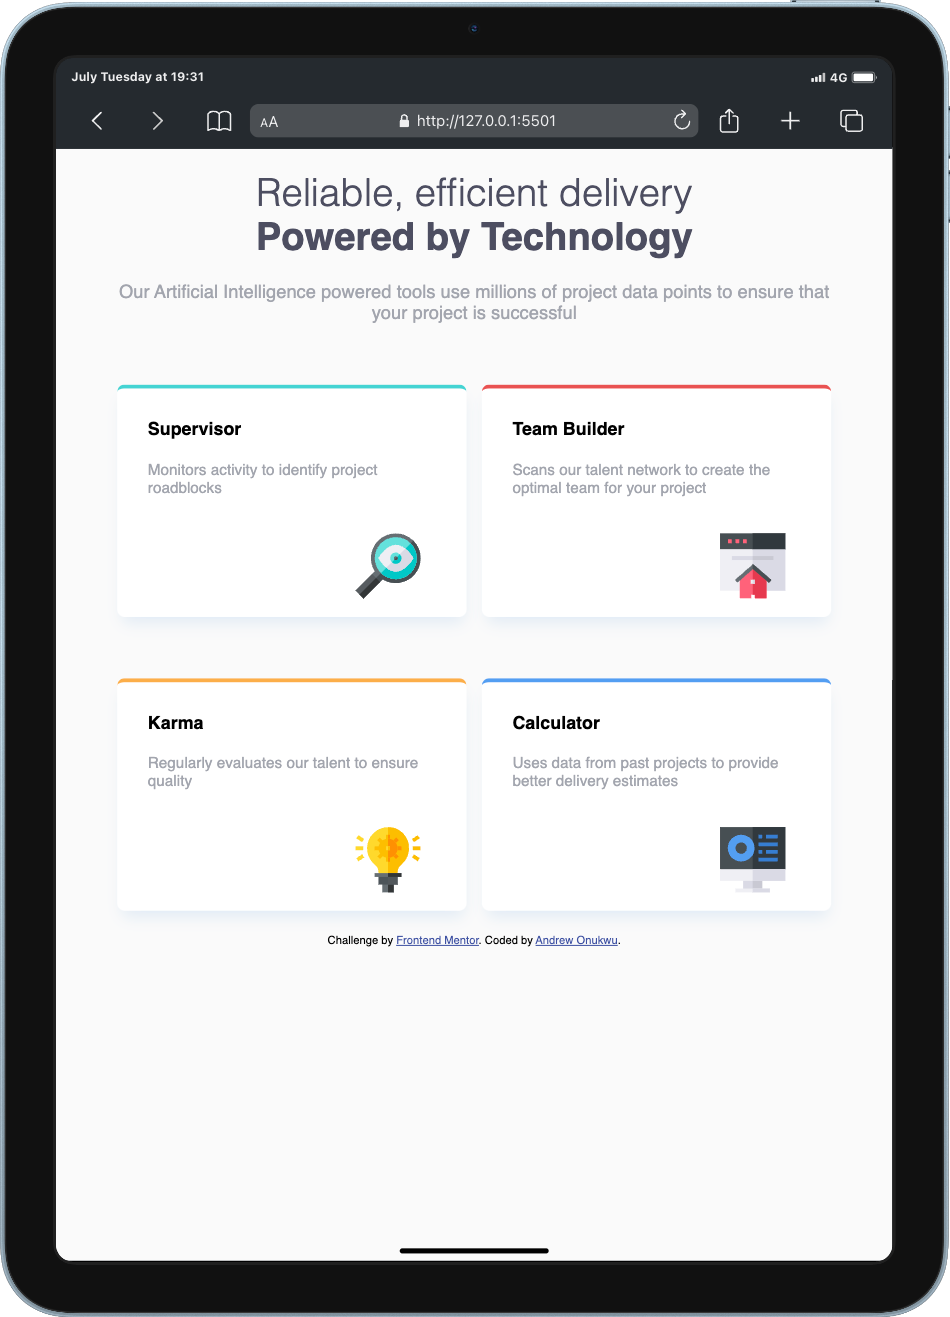 July Tuesday at 19:31
4G
AA
http://127.0.0.1:5501
Reliable, efficient delivery
Powered by Technology
Our Artificial Intelligence powered tools use millions of project data points to ensure that
your project is successful
Supervisor
Monitors activity to identify project
roadblocks
Team Builder
Scans our talent network to create the
optimal team for your project
Karma
Regularly evaluates our talent to ensure
quality
Calculator
Uses data from past projects to provide
better delivery estimates
Challenge by Frontend Mentor. Coded by Andrew Onukwu.